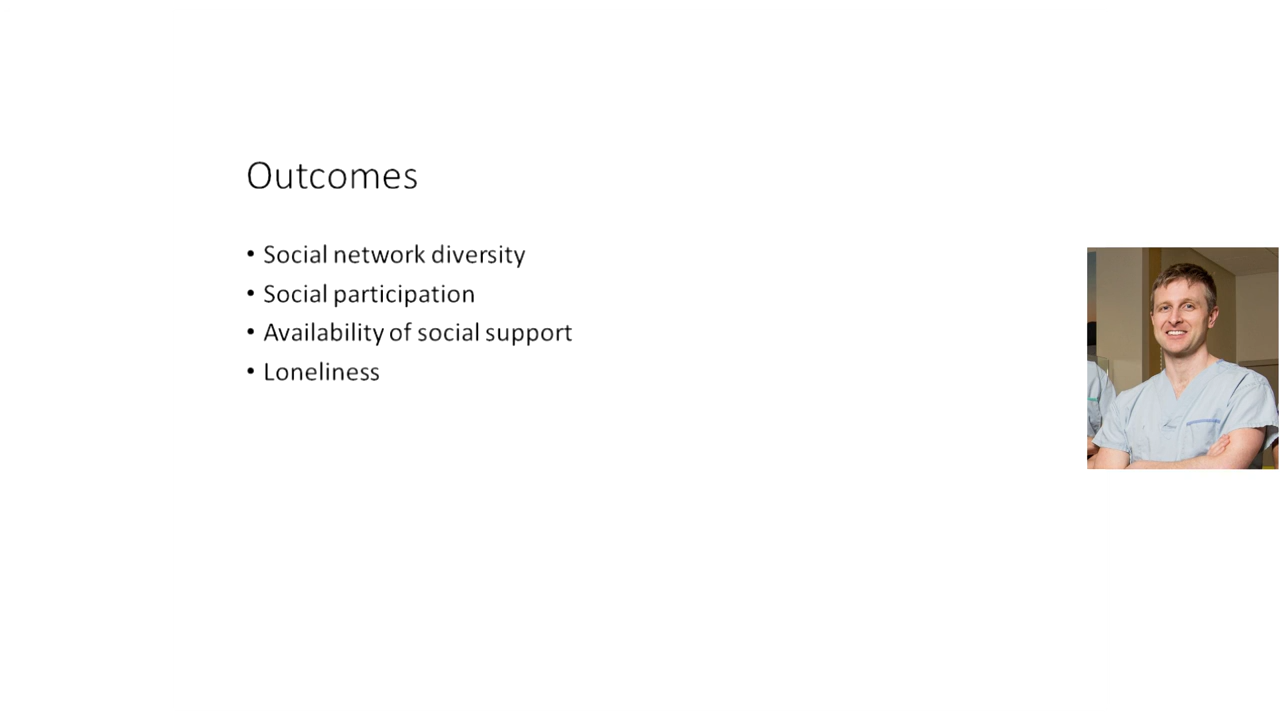 Outcomes
• Social network diversity
• Social participation
• Availability of social support
• Loneliness